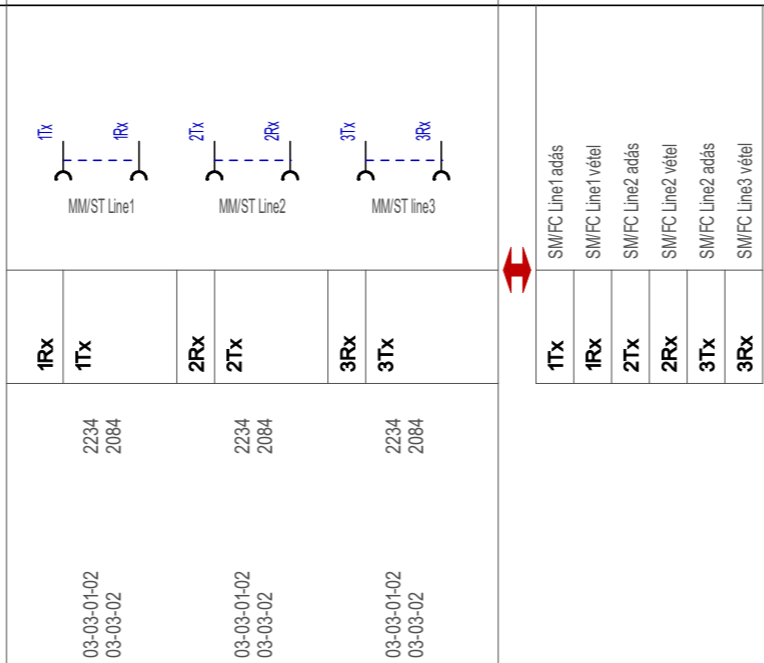 1Tx
1Rx
2Tx
2Rx
3Tx
3Rx
MM/ST Line1
MM/ST Line2
MM/ST line3
SM/FC Line1 adás
SM/FC Line1 vétel
SM/FC Line2 adás
SM/FC Line2 vétel
SM/FC Line2 adás
SM/FC Line3 vétel
1Rx
1Tx
2Rx
2Tx
3Rx
3Tx
1Tx
1Rx
2Tx
2Rx
3Tx
3Rx
2234
2084
2234
2084
2234
2084
03-03-01-02
03-03-02
03-03-01-02
03-03-02
03-03-01-02
03-03-02